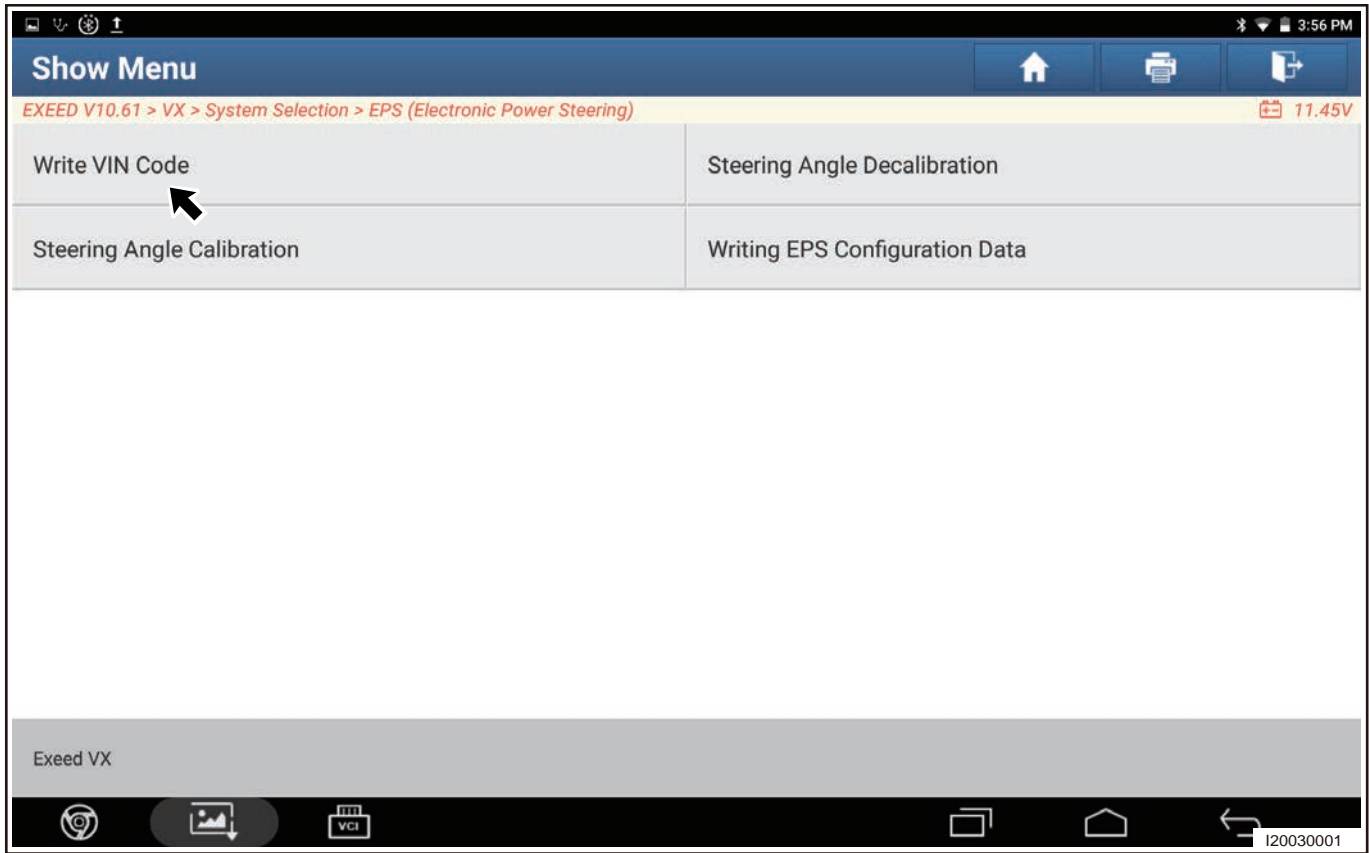 3:56 PM
Show Menu
EXEED V10.61 > VX > System Selection > EPS (Electronic Power Steering)
11.45V
Write VIN Code
Steering Angle Decalibration
Steering Angle Calibration
Writing EPS Configuration Data
Exeed VX
VCI
I20030001